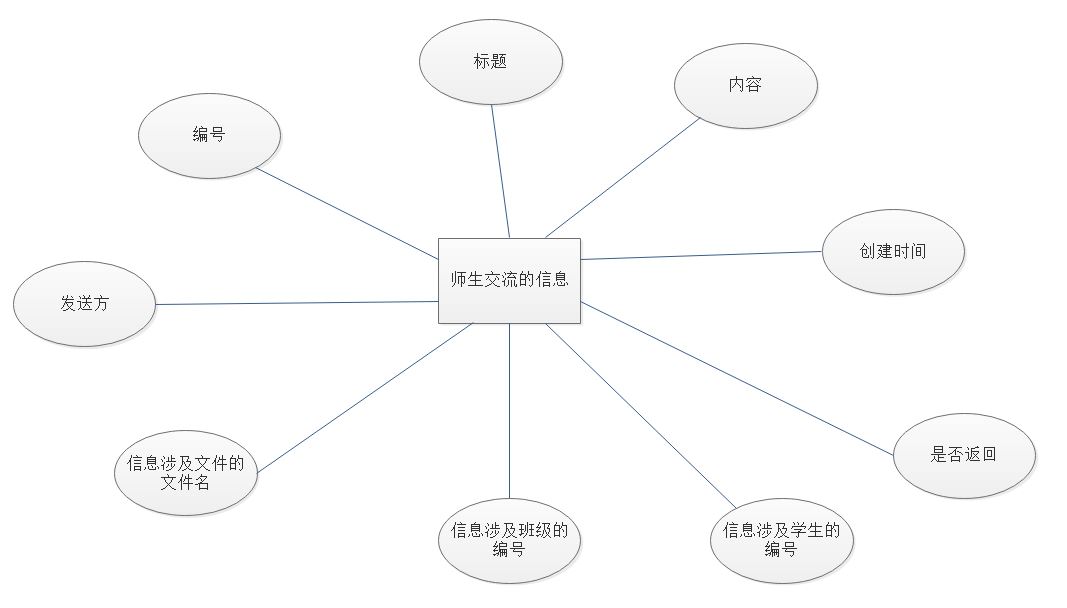 标题
内容
编号
创建时间
师生交流的信息
发送方
是否返回
信息涉及文件的
文件名
信息涉及班级的
编号
信息涉及学生的
编号